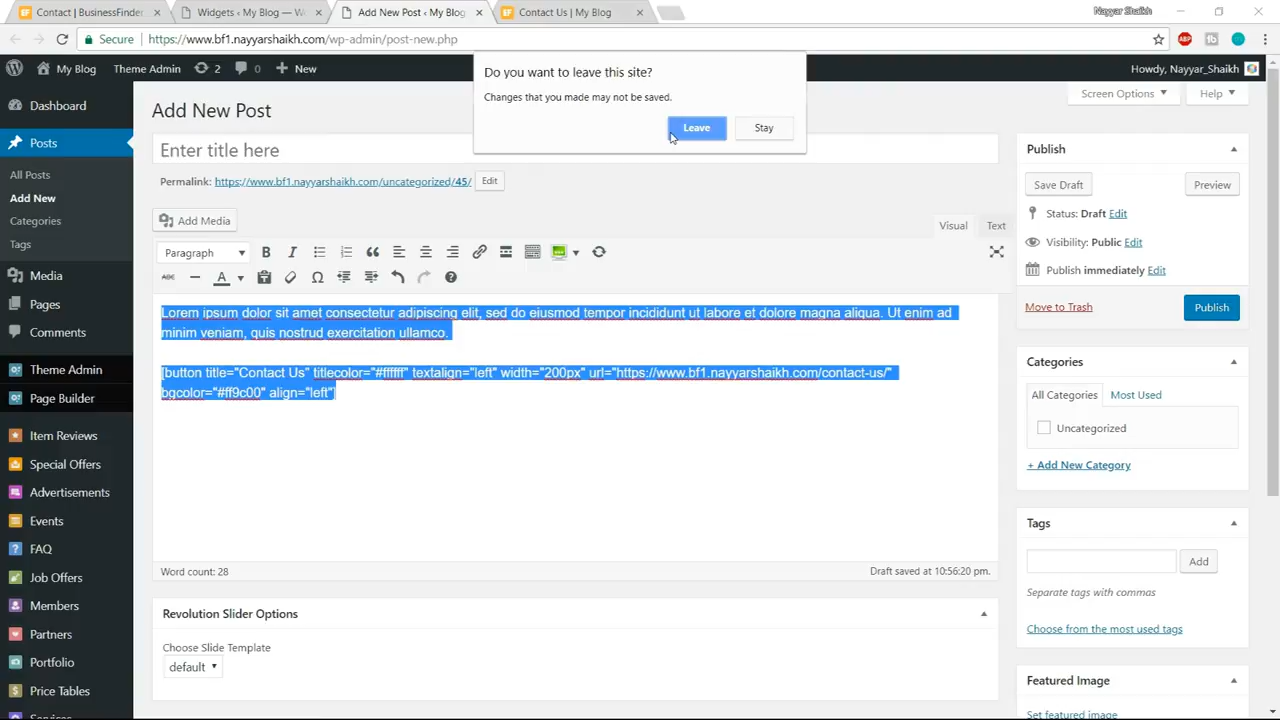 Contact | BusinessFinder
Widgets ‹ My Blog — W
Add New Post ‹ My Blog
Contact Us | My Blog
Nayyar Shaikh
Secure
https://www.bf1.nayyarshaikh.com/wp-admin/post-new.php
ABP
My Blog
Theme Admin
2
0
New
Howdy, Nayyar_Shaikh
Do you want to leave this site?
Changes that you made may not be saved.
Leave
Stay
Dashboard
Posts
All Posts
Add New
Categories
Tags
Media
Pages
Comments
Theme Admin
Page Builder
Item Reviews
Special Offers
Advertisements
Events
FAQ
Job Offers
Members
Partners
Portfolio
Price Tables
Services
Add New Post
Screen Options
Help
Enter title here
Permalink: https://www.bf1.nayyarshaikh.com/uncategorized/45/
Edit
Add Media
Visual
Text
Paragraph
Lorem ipsum dolor sit amet consectetur adipiscing elit, sed do eiusmod tempor incididunt ut labore et dolore magna aliqua. Ut enim ad
minim veniam, quis nostrud exercitation ullamco.
[button title="Contact Us" titlecolor="#ffffff" textalign="left" width="200px" url="https://www.bf1.nayyarshaikh.com/contact-us/"
bgcolor="#ff9c00" align="left"]
Word count: 28
Draft saved at 10:56:20 pm.
Revolution Slider Options
Choose Slide Template
default
Publish
Save Draft
Preview
Status: Draft Edit
Visibility: Public Edit
Publish immediately Edit
Move to Trash
Publish
Categories
All Categories
Most Used
Uncategorized
+ Add New Category
Tags
Add
Separate tags with commas
Choose from the most used tags
Featured Image
Set featured image